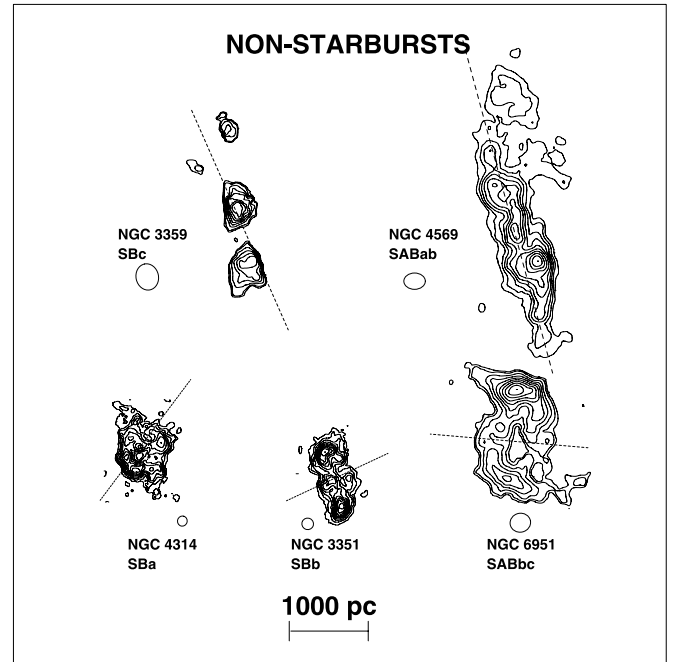 NON-STARBURSTS
NGC 3359
SBc
NGC 4569
SABab
NGC 4314
SBa
NGC 3351
SBb
NGC 6951
SABbc
1000 pc